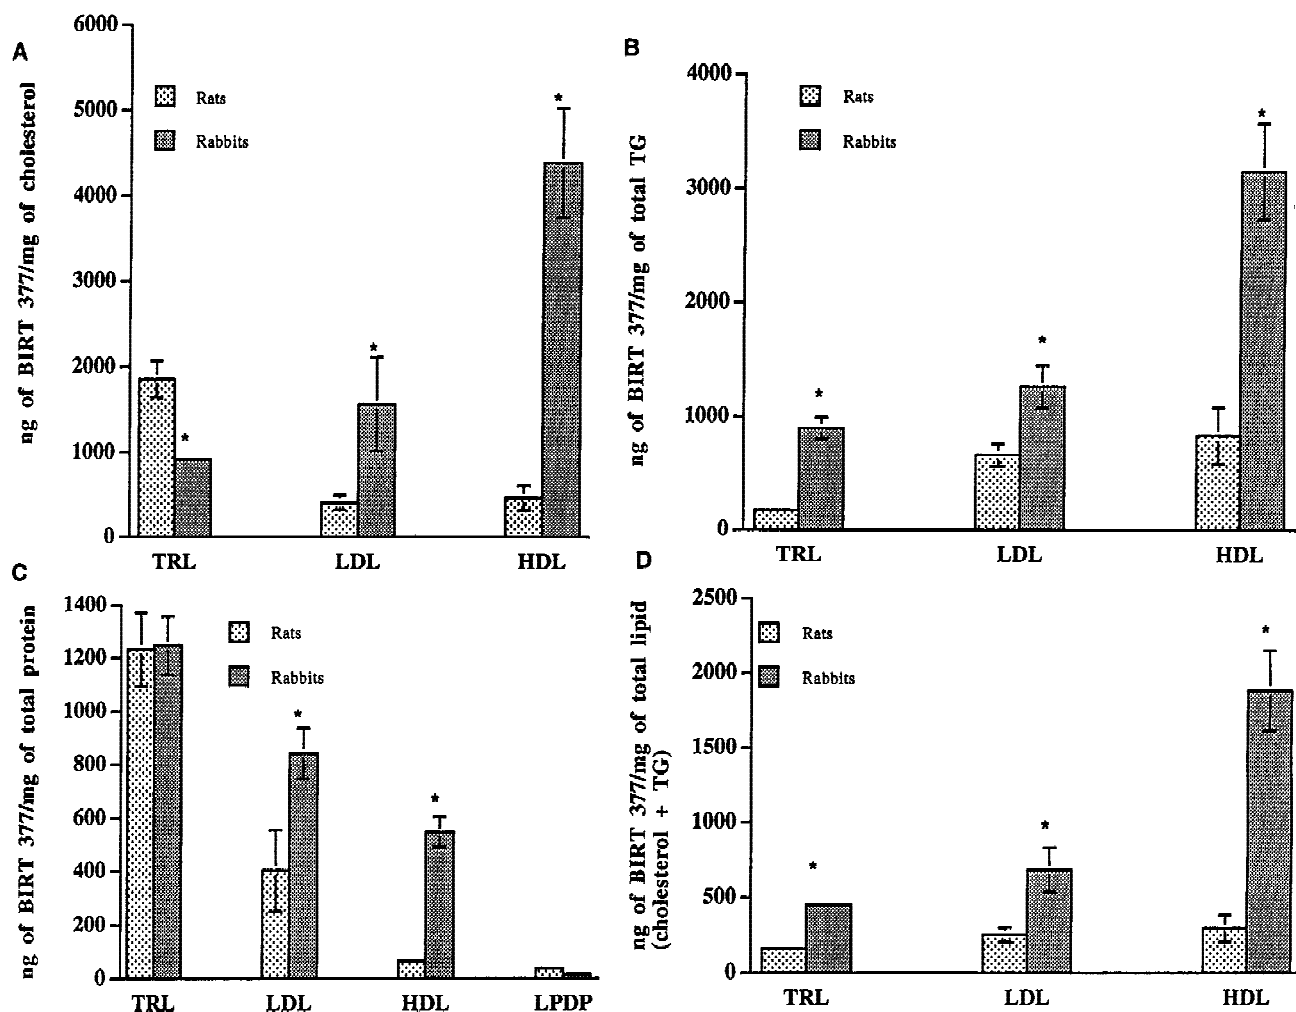 A
ng of BIRT 377/mg of cholesterol
6000
5000
4000
3000
2000
1000
0
Rats
Rabbits
*
*
*
TRL LDL HDL
B
ng of BIRT 377/mg of total TG
4000
3000
2000
1000
0
Rats
Rabbits
*
*
*
TRL LDL HDL
C
ng of BIRT 377/mg of total protein
1400
1200
1000
800
600
400
200
0
Rats
Rabbits
*
*
TRL LDL HDL LPDP
D
ng of BIRT 377/mg of total lipid
(cholesterol + TG)
2500
2000
1500
1000
500
0
Rats
Rabbits
*
*
*
TRL LDL HDL